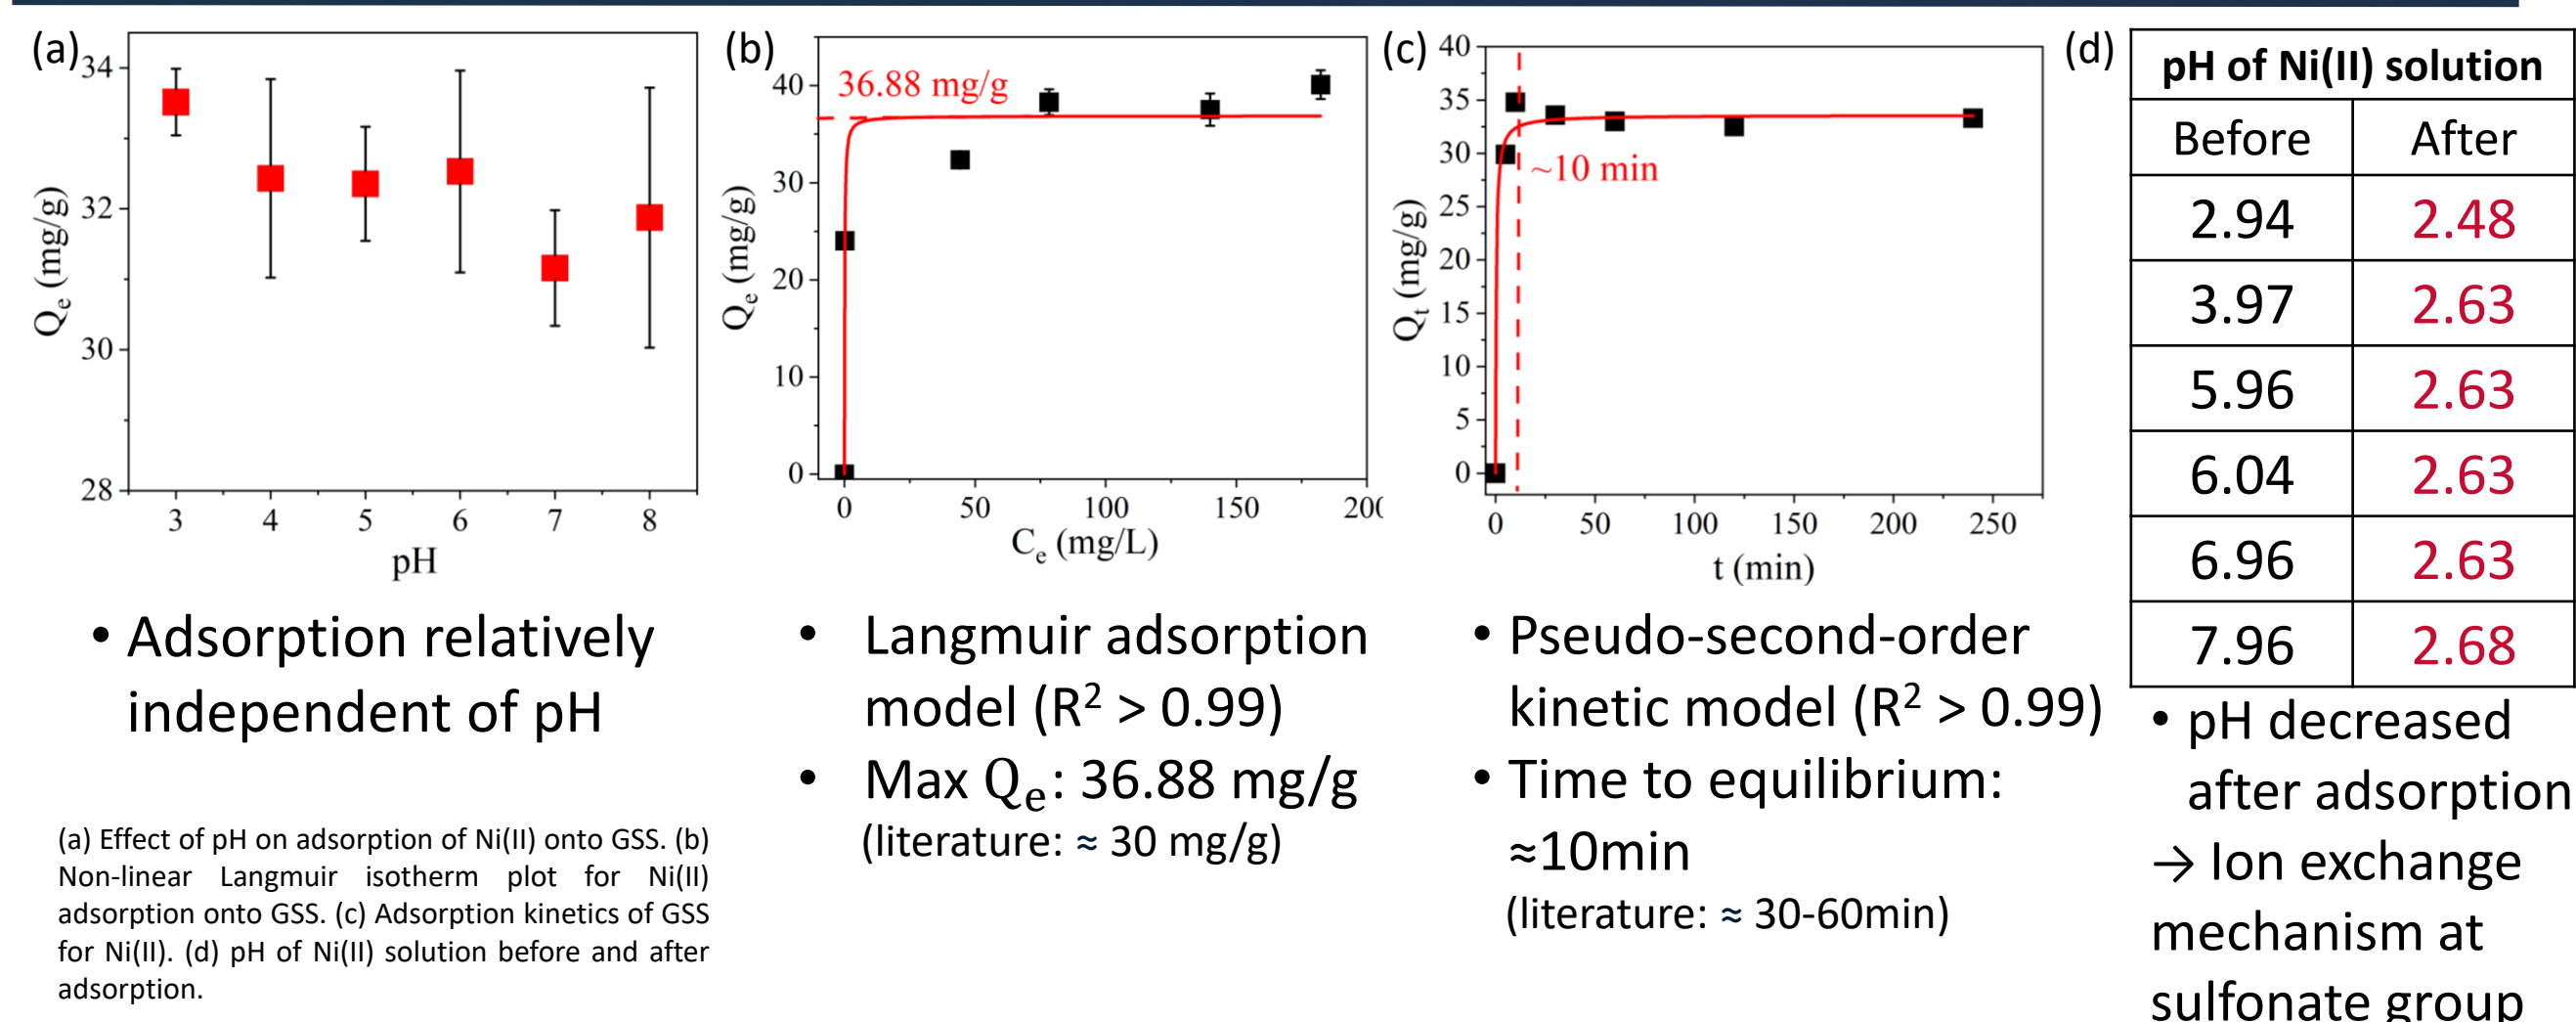 (a)
34
32
30
28
Qe (mg/g)
3 4 5 6 7 8
pH
• Adsorption relatively
independent of pH
(a) Effect of pH on adsorption of Ni(II) onto GSS. (b)
Non-linear Langmuir isotherm plot for Ni(II)
adsorption onto GSS. (c) Adsorption kinetics of GSS
for Ni(II). (d) pH of Ni(II) solution before and after
adsorption.
(b)
36.88 mg/g
40
30
20
10
0
Qe (mg/g)
0 50 100 150 200
Ce (mg/L)
• Langmuir adsorption
model (R² > 0.99)
• Max Qe: 36.88 mg/g
(literature: ≈ 30 mg/g)
(c)
40
35
30
25
20
15
10
5
0
~10 min
Qt (mg/g)
0 50 100 150 200 250
t (min)
• Pseudo-second-order
kinetic model (R² > 0.99)
• Time to equilibrium:
≈10min
(literature: ≈ 30-60min)
(d)
pH of Ni(II) solution
Before After
2.94 2.48
3.97 2.63
5.96 2.63
6.04 2.63
6.96 2.63
7.96 2.68
• pH decreased
after adsorption
→ Ion exchange
mechanism at
sulfonate group